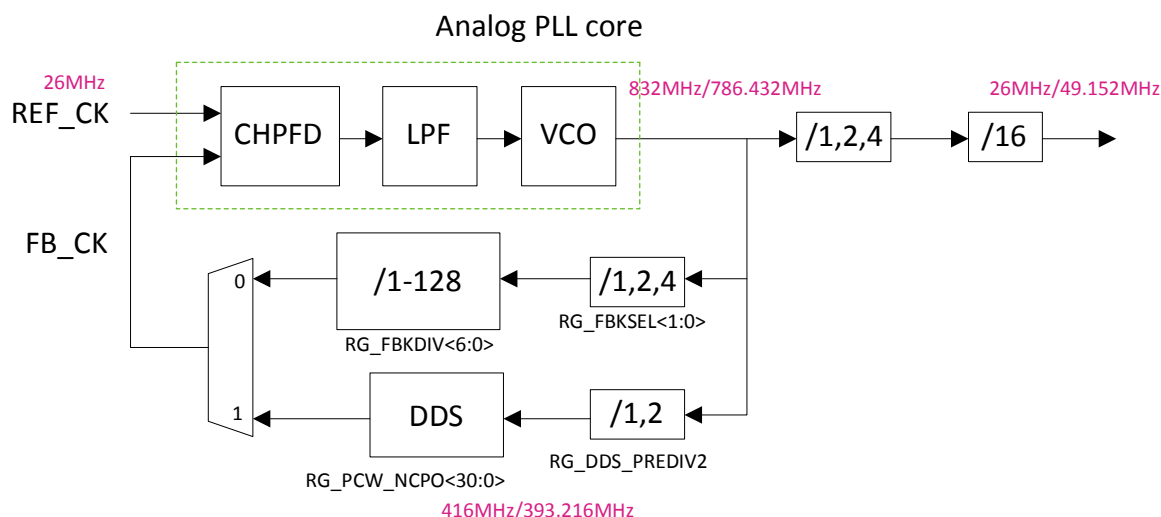 Analog PLL core
26MHz
REF_CK
832MHz/786.432MHz
26MHz/49.152MHz
CHPFD
LPF
VCO
/1,2,4
/16
FB_CK
0
/1-128
/1,2,4
RG_FBKSEL<1:0>
RG_FBKDIV<6:0>
1
DDS
/1,2
RG_DDS_PREDIV2
RG_PCW_NCPO<30:0>
416MHz/393.216MHz